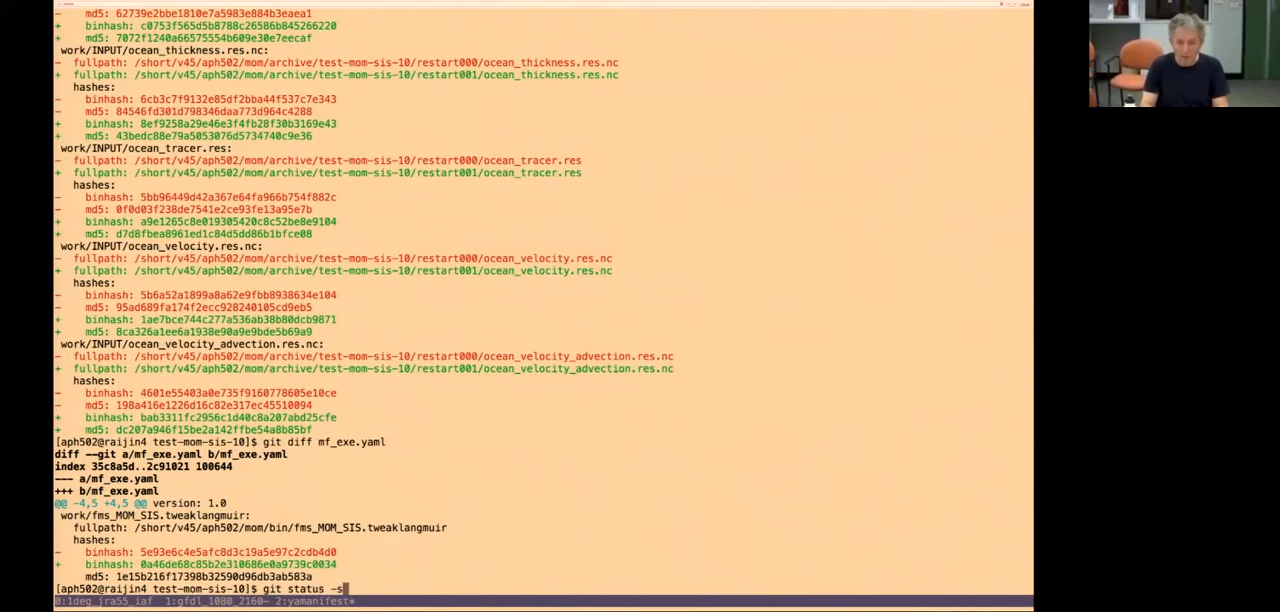 -    md5: 62739e2bbe1810e7a5983e884b3eaea1
+    binhash: c0753f565d5b8788c26586b845266220
+    md5: 7072f1240a66575554b609e30e7eecaf
work/INPUT/ocean_thickness.res.nc:
-  fullpath: /short/v45/aph502/mom/archive/test-mom-sis-10/restart000/ocean_thickness.res.nc
+  fullpath: /short/v45/aph502/mom/archive/test-mom-sis-10/restart001/ocean_thickness.res.nc
hashes:
-    binhash: 6cb3c7f9132e85df2bba44f537c7e343
-    md5: 84546fd301d798346daa773d964c4288
+    binhash: 8ef9258a29e46e3f4fb28f30b3169e43
+    md5: 43bedc88e79a5053076d5734740c9e36
work/INPUT/ocean_tracer.res:
-  fullpath: /short/v45/aph502/mom/archive/test-mom-sis-10/restart000/ocean_tracer.res
+  fullpath: /short/v45/aph502/mom/archive/test-mom-sis-10/restart001/ocean_tracer.res
hashes:
-    binhash: 5bb96449d42a367e64fa966b754f882c
-    md5: 0f0d03f238de7541e2ce93fe13a95e7b
+    binhash: a9e1265c8e019305420c8c52be8e9104
+    md5: d7d8fbea8961ed1c84d5dd86b1bfce08
work/INPUT/ocean_velocity.res.nc:
-  fullpath: /short/v45/aph502/mom/archive/test-mom-sis-10/restart000/ocean_velocity.res.nc
+  fullpath: /short/v45/aph502/mom/archive/test-mom-sis-10/restart001/ocean_velocity.res.nc
hashes:
-    binhash: 5b6a52a1899a8a62e9fbb8938634e104
-    md5: 95ad689fa174f2ecc928240105cd9eb5
+    binhash: 1ae7bce744c277a536ab38b80dcb9871
+    md5: 8ca326a1ee6a1938e90a9e9bde5b69a9
work/INPUT/ocean_velocity_advection.res.nc:
-  fullpath: /short/v45/aph502/mom/archive/test-mom-sis-10/restart000/ocean_velocity_advection.res.nc
+  fullpath: /short/v45/aph502/mom/archive/test-mom-sis-10/restart001/ocean_velocity_advection.res.nc
hashes:
-    binhash: 4601e55403a0e735f9160778605e10ce
-    md5: 198a416e1226d16c82e317ec45510094
+    binhash: bab3311fc2956c1d40c8a207abd25cfe
+    md5: dc207a946f15be2a142ffbe54a8b85bf
[aph502@raijin4 test-mom-sis-10]$ git diff mf_exe.yaml
diff --git a/mf_exe.yaml b/mf_exe.yaml
index 35c8a5d..2c91021 100644
--- a/mf_exe.yaml
+++ b/mf_exe.yaml
@@ -4,5 +4,5 @@ version: 1.0
work/fms_MOM_SIS.tweaklangmuir:
fullpath: /short/v45/aph502/mom/bin/fms_MOM_SIS.tweaklangmuir
hashes:
-    binhash: 5e93e6c4e5afc8d3c19a5e97c2cdb4d0
+    binhash: 0a46de68c85b2e310686e0a9739c0034
md5: 1e15b216f17398b32590d96db3ab583a
[aph502@raijin4 test-mom-sis-10]$ git status -s
0:1deg_jra55_iaf  1:gfdl_1080_2160- 2:yamanifest*